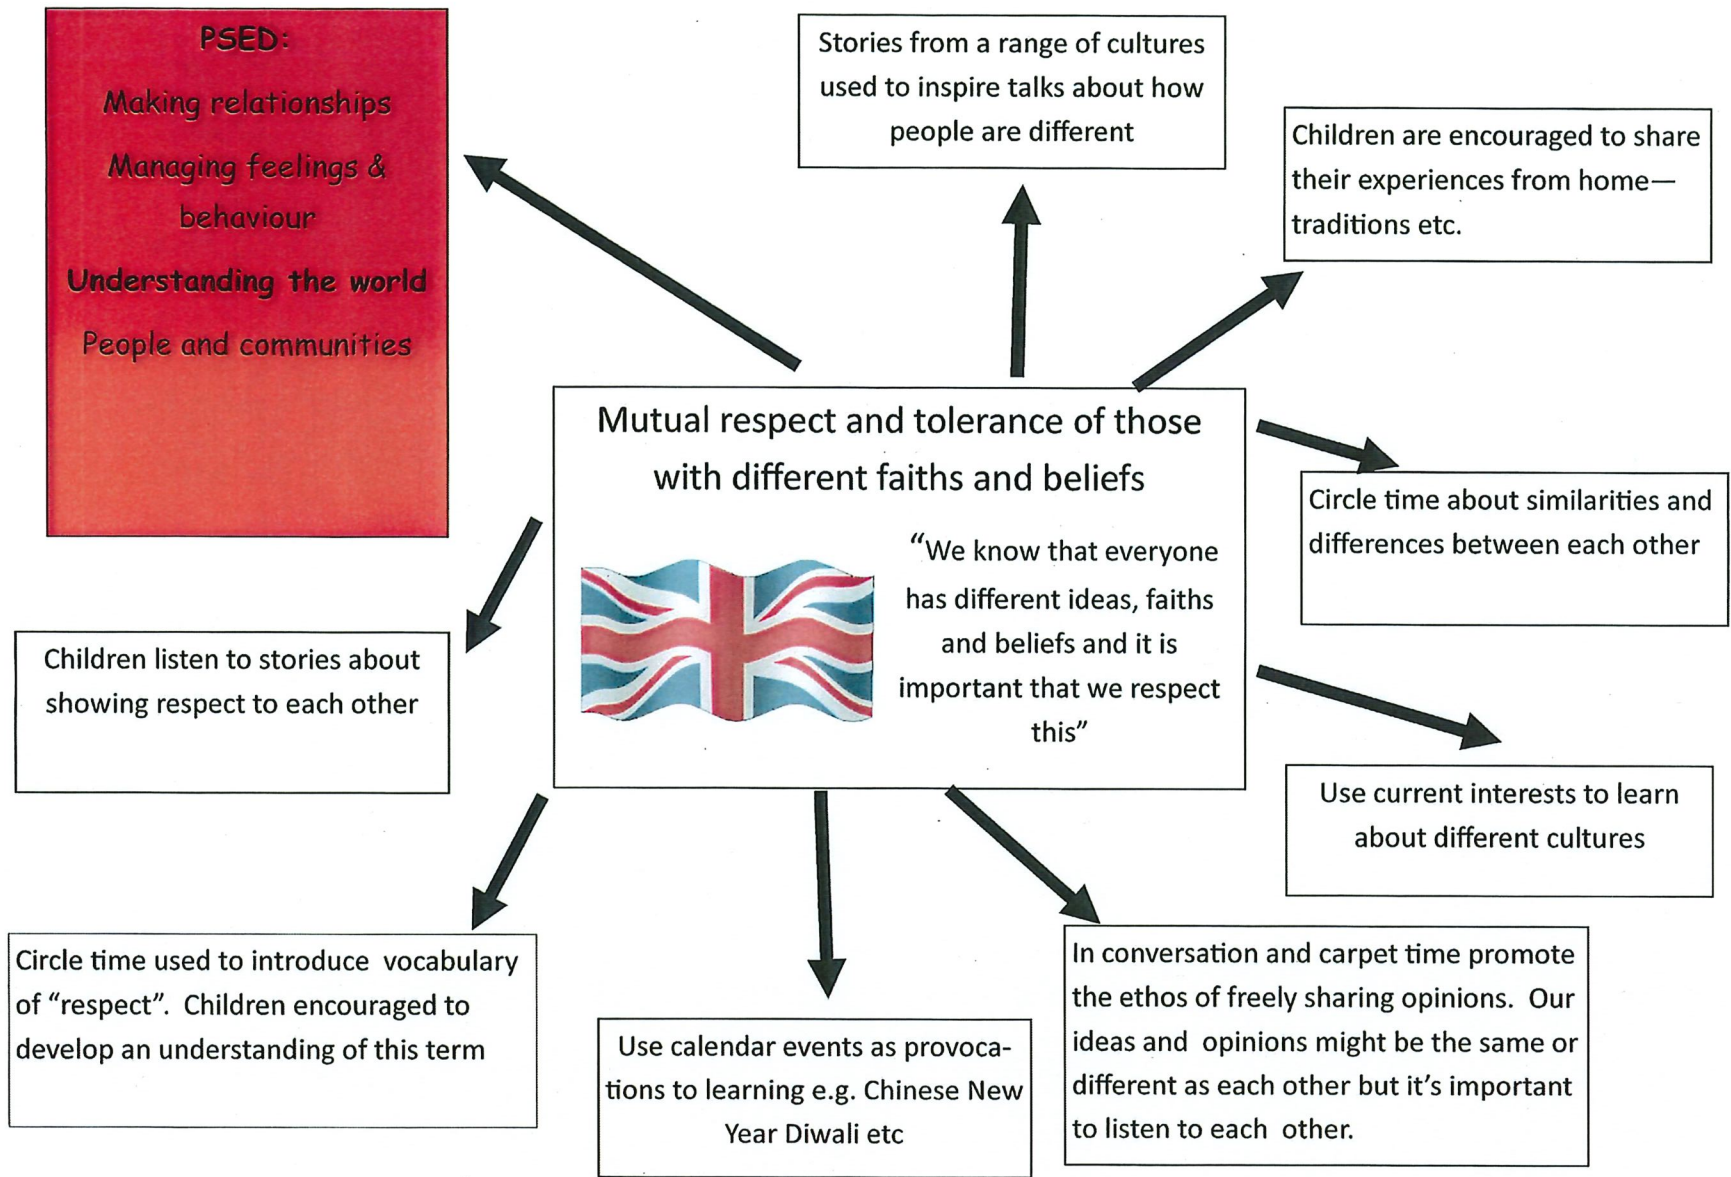 PSED:
Making relationships
Managing feelings &
behaviour
Understanding the world
People and communities
Stories from a range of cultures
used to inspire talks about how
people are different
Children are encouraged to share
their experiences from home—
traditions etc.
Mutual respect and tolerance of those
with different faiths and beliefs
“We know that everyone
has different ideas, faiths
and beliefs and it is
important that we respect
this”
Circle time about similarities and
differences between each other
Children listen to stories about
showing respect to each other
Use current interests to learn
about different cultures
Circle time used to introduce  vocabulary
of “respect”.  Children encouraged to
develop an understanding of this term
Use calendar events as provoca-
tions to learning e.g. Chinese New
Year Diwali etc
In conversation and carpet time promote
the ethos of freely sharing opinions.  Our
ideas and  opinions might be the same or
different as each other but it’s important
to listen to each  other.